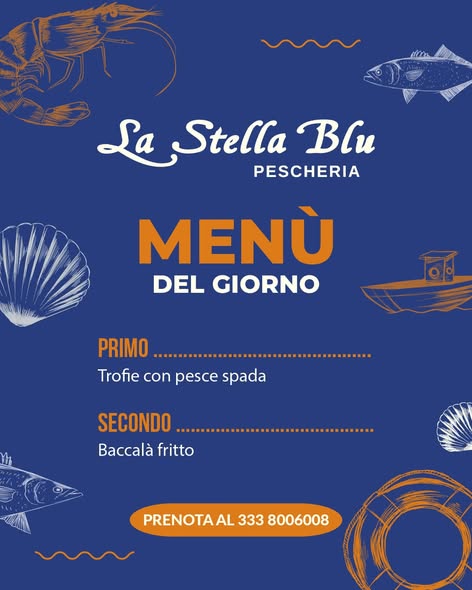 La Stella Blu
PESCHERIA
MENÙ
DEL GIORNO
PRIMO ............................................
Trofie con pesce spada
SECONDO ........................................
Baccalà fritto
PRENOTA AL 333 8006008